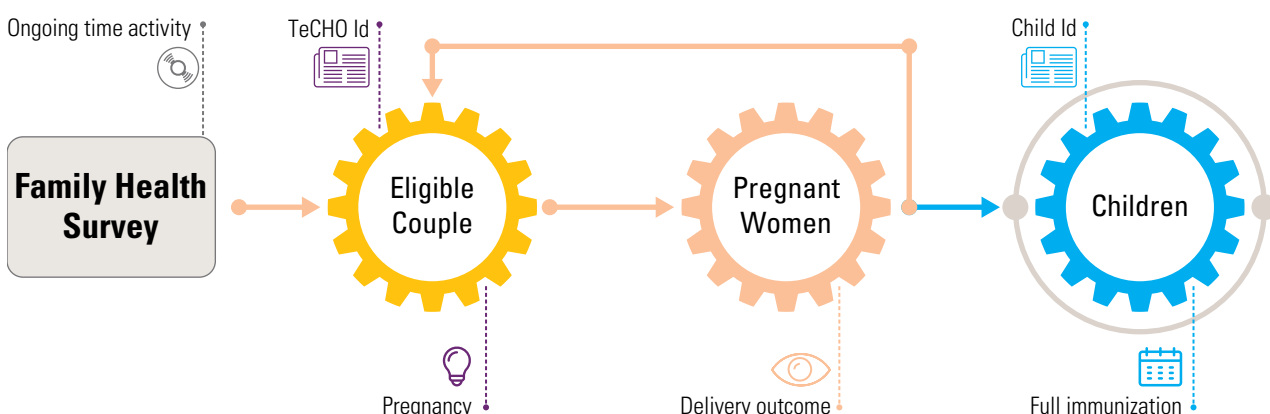 Ongoing time activity
TeCHO Id
Child Id
Family Health
Survey
Eligible
Couple
Pregnant
Women
Children
Pregnancy
Delivery outcome
Full immunization